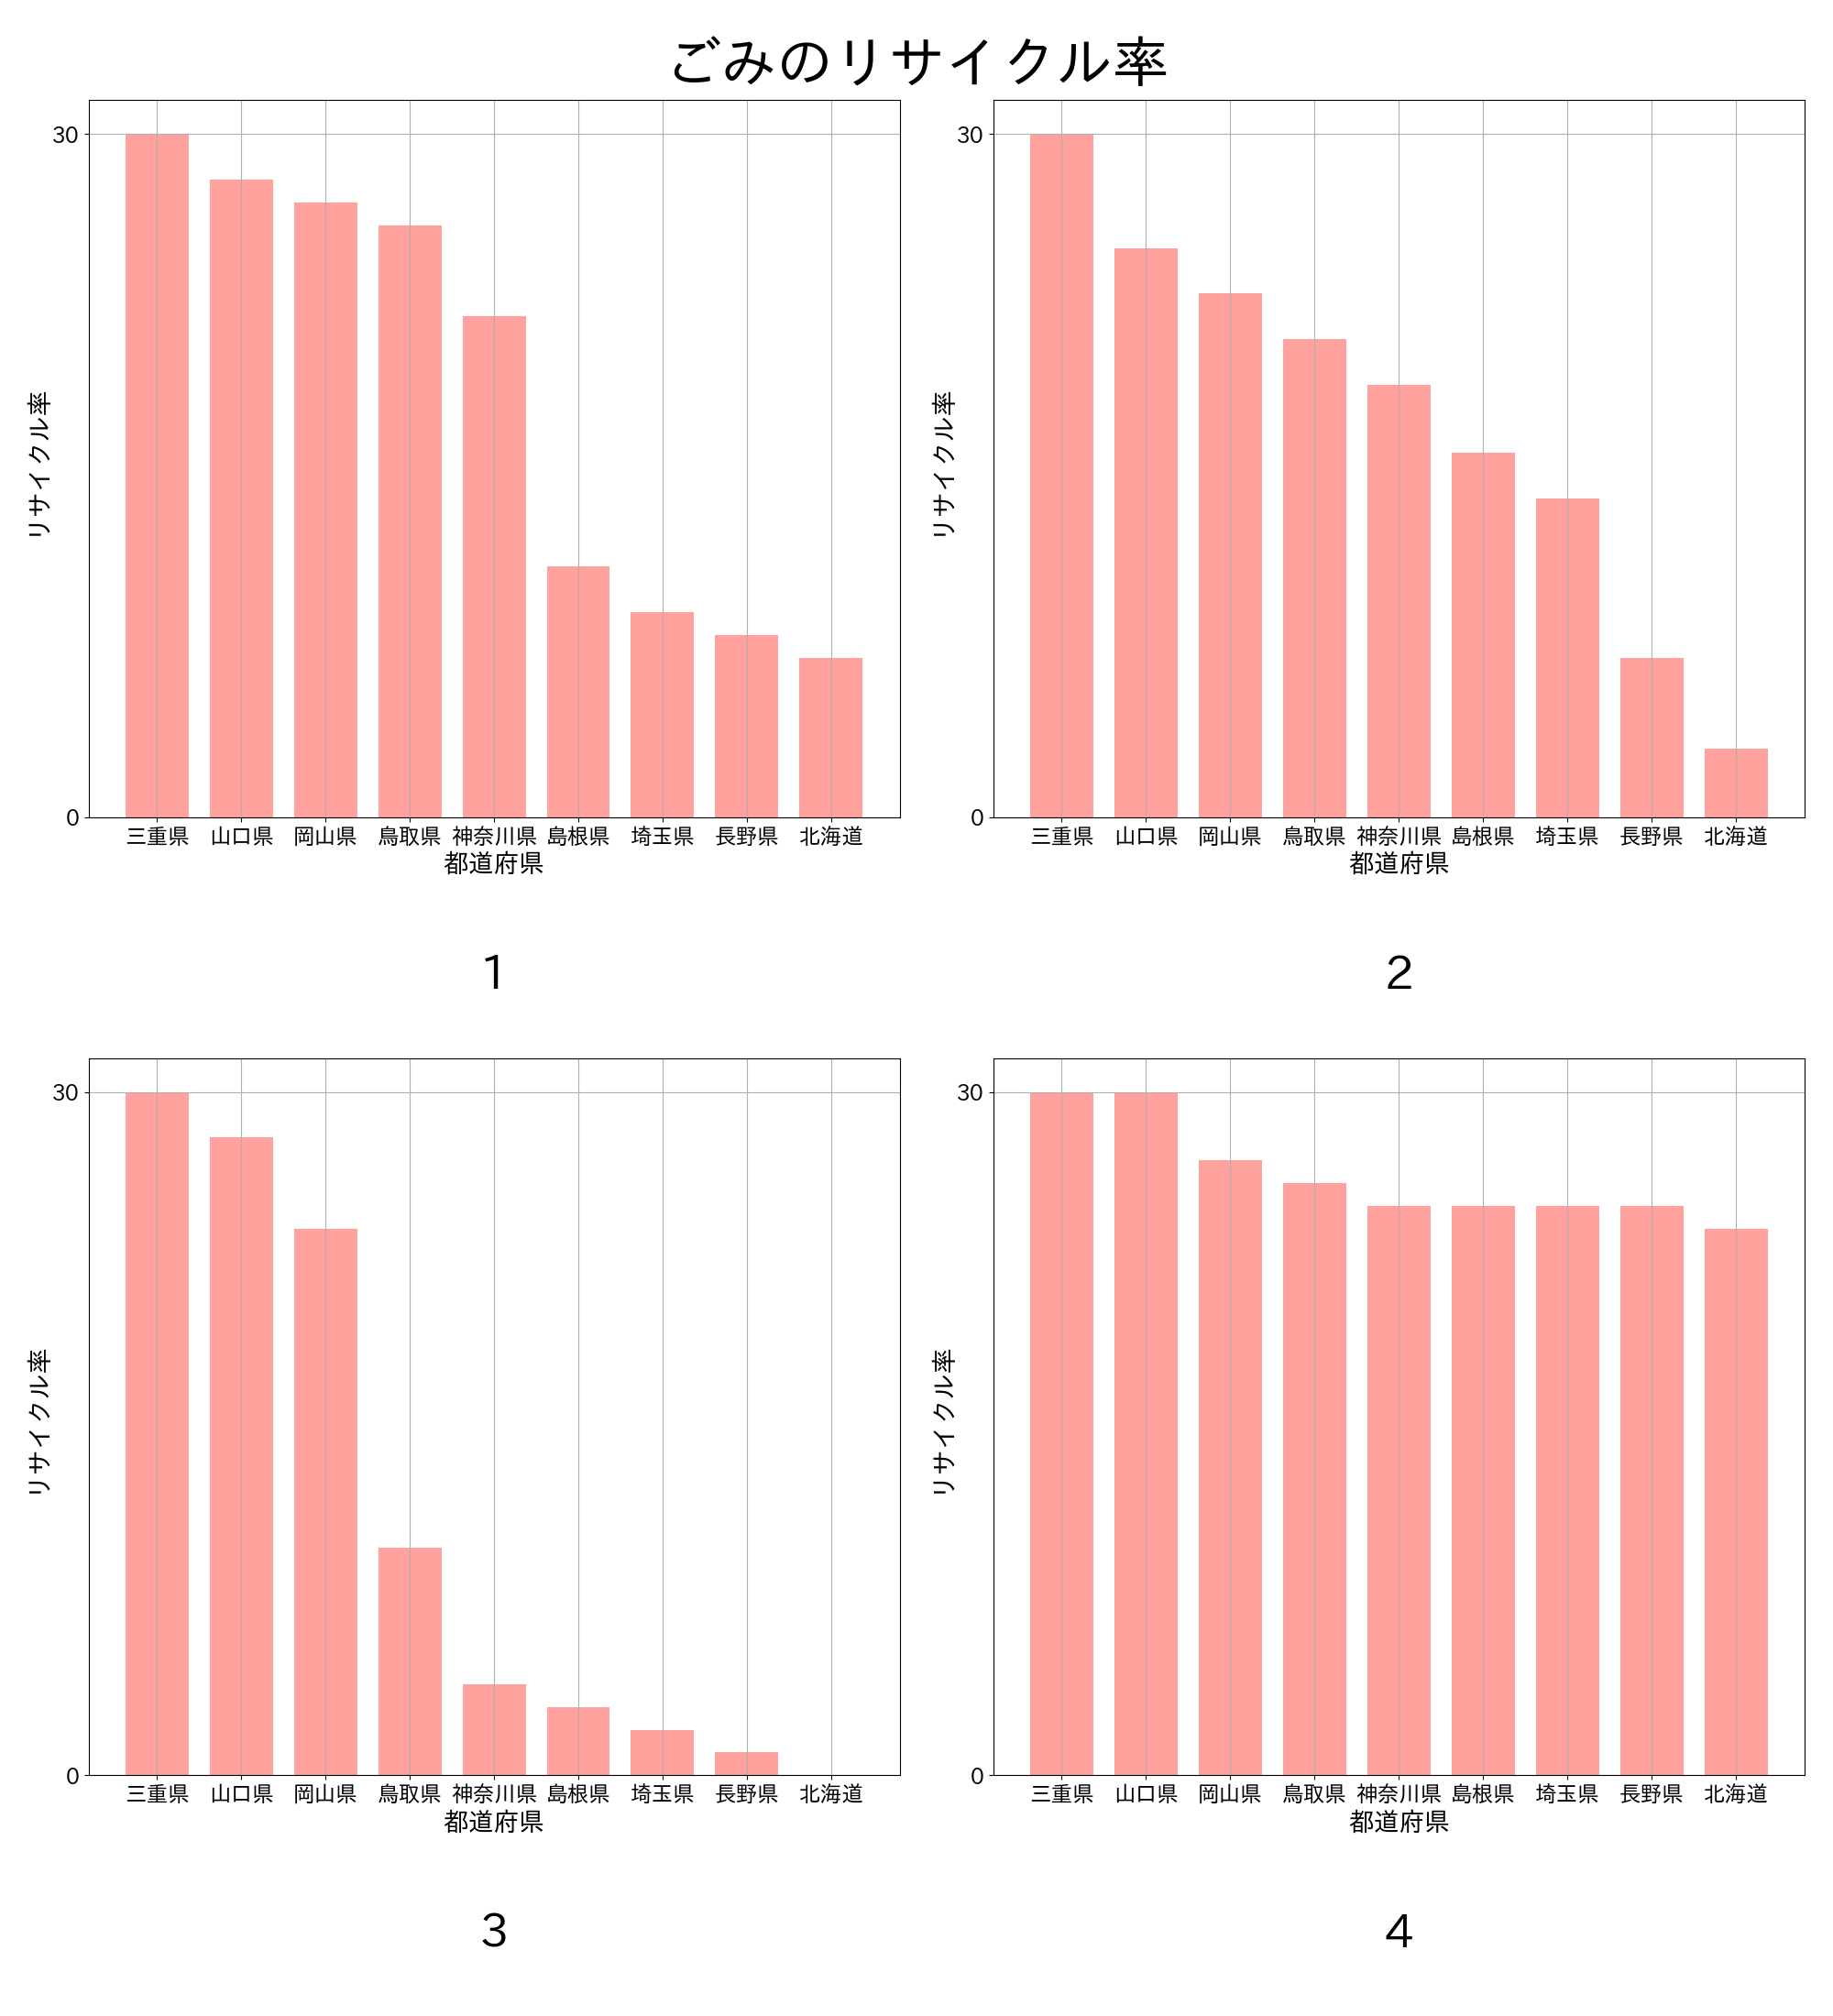 ごみのリサイクル率
30
0
リサイクル率
三重県 山口県 岡山県 鳥取県 神奈川県 島根県 埼玉県 長野県 北海道
都道府県
1
30
0
リサイクル率
三重県 山口県 岡山県 鳥取県 神奈川県 島根県 埼玉県 長野県 北海道
都道府県
2
30
0
リサイクル率
三重県 山口県 岡山県 鳥取県 神奈川県 島根県 埼玉県 長野県 北海道
都道府県
3
30
0
リサイクル率
三重県 山口県 岡山県 鳥取県 神奈川県 島根県 埼玉県 長野県 北海道
都道府県
4